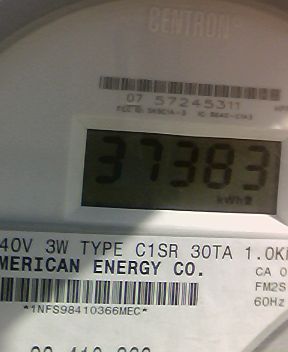 CENTRON
07 57245311
37383
kWh
40V 3W TYPE C1SR 30TA 1.0K
MERICAN ENERGY CO.
CA 0
FM2S
60Hz
*1NFS98410366MEC*